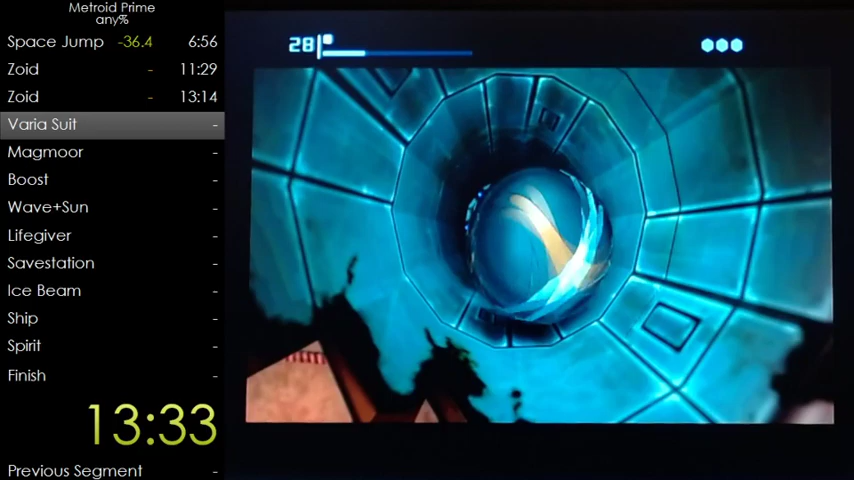 Metroid Prime
any%
Space Jump -36.4 6:56
Zoid - 11:29
Zoid - 13:14
Varia Suit -
Magmoor -
Boost -
Wave+Sun -
Lifegiver -
Savestation -
Ice Beam -
Ship -
Spirit -
Finish -
13:33
Previous Segment -
28